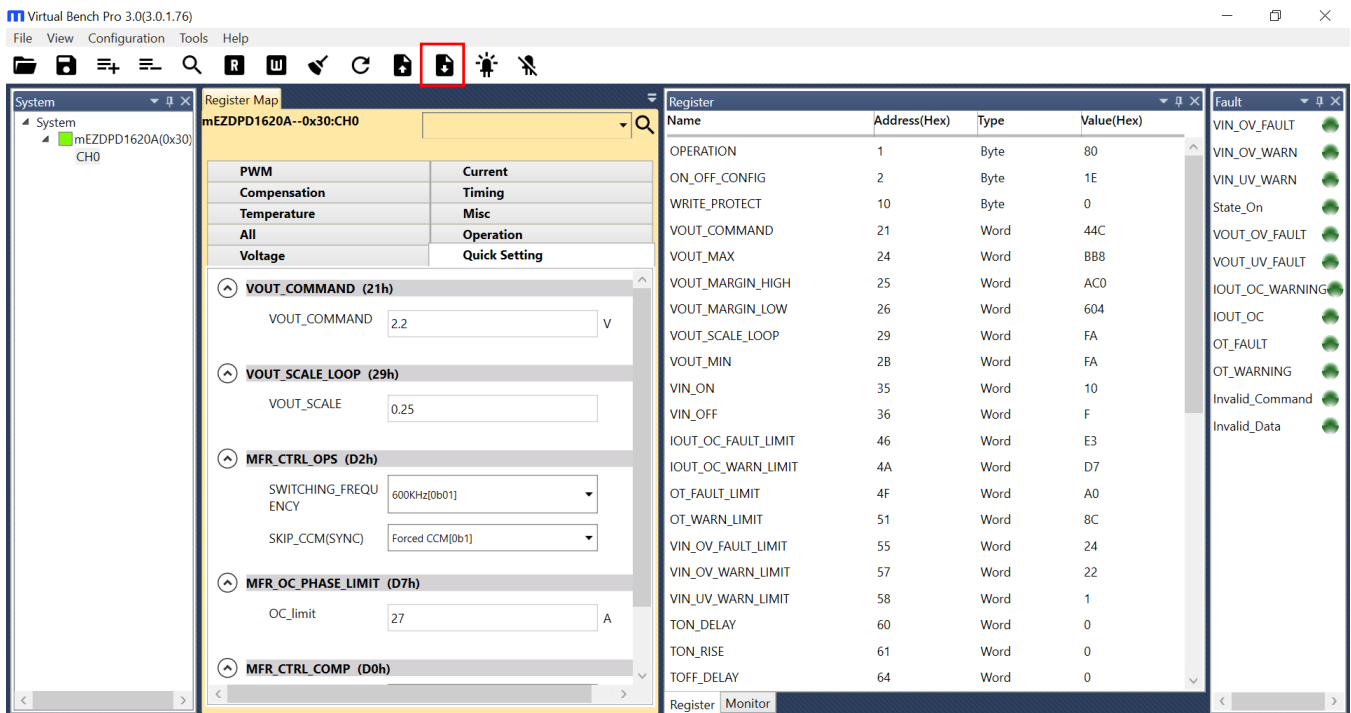 Virtual Bench Pro 3.0(3.0.1.76)
File View Configuration Tools Help
R W
System
System
mEZDPD1620A(0x30)
CH0
Register Map
mEZDPD1620A--0x30:CH0
PWM Current
Compensation Timing
Temperature Misc
All Operation
Voltage Quick Setting
VOUT_COMMAND (21h)
VOUT_COMMAND 2.2 V
VOUT_SCALE_LOOP (29h)
VOUT_SCALE 0.25
MFR_CTRL_OPS (D2h)
SWITCHING_FREQU
ENCY
600KHz[0b01]
SKIP_CCM(SYNC) Forced CCM[0b1]
MFR_OC_PHASE_LIMIT (D7h)
OC_limit 27 A
MFR_CTRL_COMP (D0h)
Register
Name Address(Hex) Type Value(Hex)
OPERATION 1 Byte 80
ON_OFF_CONFIG 2 Byte 1E
WRITE_PROTECT 10 Byte 0
VOUT_COMMAND 21 Word 44C
VOUT_MAX 24 Word BB8
VOUT_MARGIN_HIGH 25 Word AC0
VOUT_MARGIN_LOW 26 Word 604
VOUT_SCALE_LOOP 29 Word FA
VOUT_MIN 2B Word FA
VIN_ON 35 Word 10
VIN_OFF 36 Word F
IOUT_OC_FAULT_LIMIT 46 Word E3
IOUT_OC_WARN_LIMIT 4A Word D7
OT_FAULT_LIMIT 4F Word A0
OT_WARN_LIMIT 51 Word 8C
VIN_OV_FAULT_LIMIT 55 Word 24
VIN_OV_WARN_LIMIT 57 Word 22
VIN_UV_WARN_LIMIT 58 Word 1
TON_DELAY 60 Word 0
TON_RISE 61 Word 0
TOFF_DELAY 64 Word 0
Register Monitor
Fault
VIN_OV_FAULT
VIN_OV_WARN
VIN_UV_WARN
State_On
VOUT_OV_FAULT
VOUT_UV_FAULT
IOUT_OC_WARNING
IOUT_OC
OT_FAULT
OT_WARNING
Invalid_Command
Invalid_Data